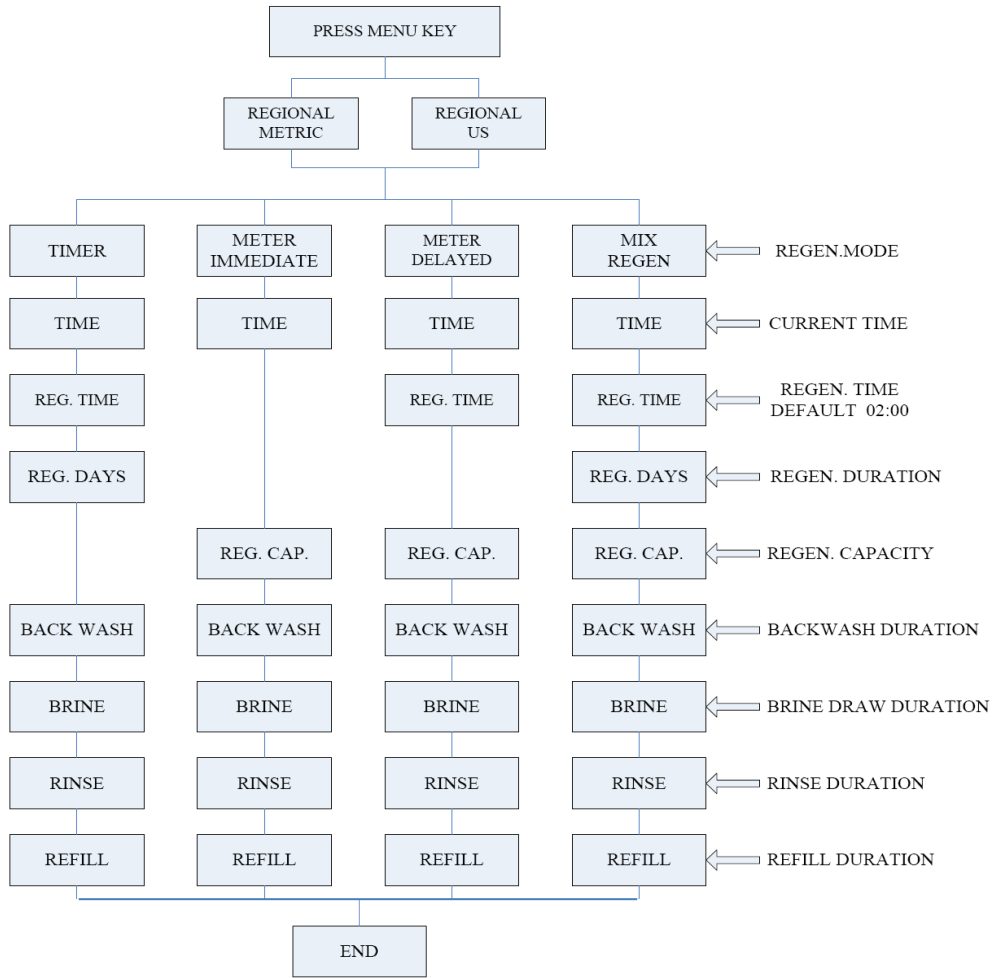 PRESS MENU KEY
REGIONAL
METRIC
REGIONAL
US
TIMER
METER
IMMEDIATE
METER
DELAYED
MIX
REGEN
REGEN.MODE
TIME
TIME
TIME
TIME
CURRENT TIME
REG. TIME
REG. TIME
REG. TIME
REGEN. TIME
DEFAULT 02:00
REG. DAYS
REG. DAYS
REGEN. DURATION
REG. CAP.
REG. CAP.
REG. CAP.
REGEN. CAPACITY
BACK WASH
BACK WASH
BACK WASH
BACK WASH
BACKWASH DURATION
BRINE
BRINE
BRINE
BRINE
BRINE DRAW DURATION
RINSE
RINSE
RINSE
RINSE
RINSE DURATION
REFILL
REFILL
REFILL
REFILL
REFILL DURATION
END